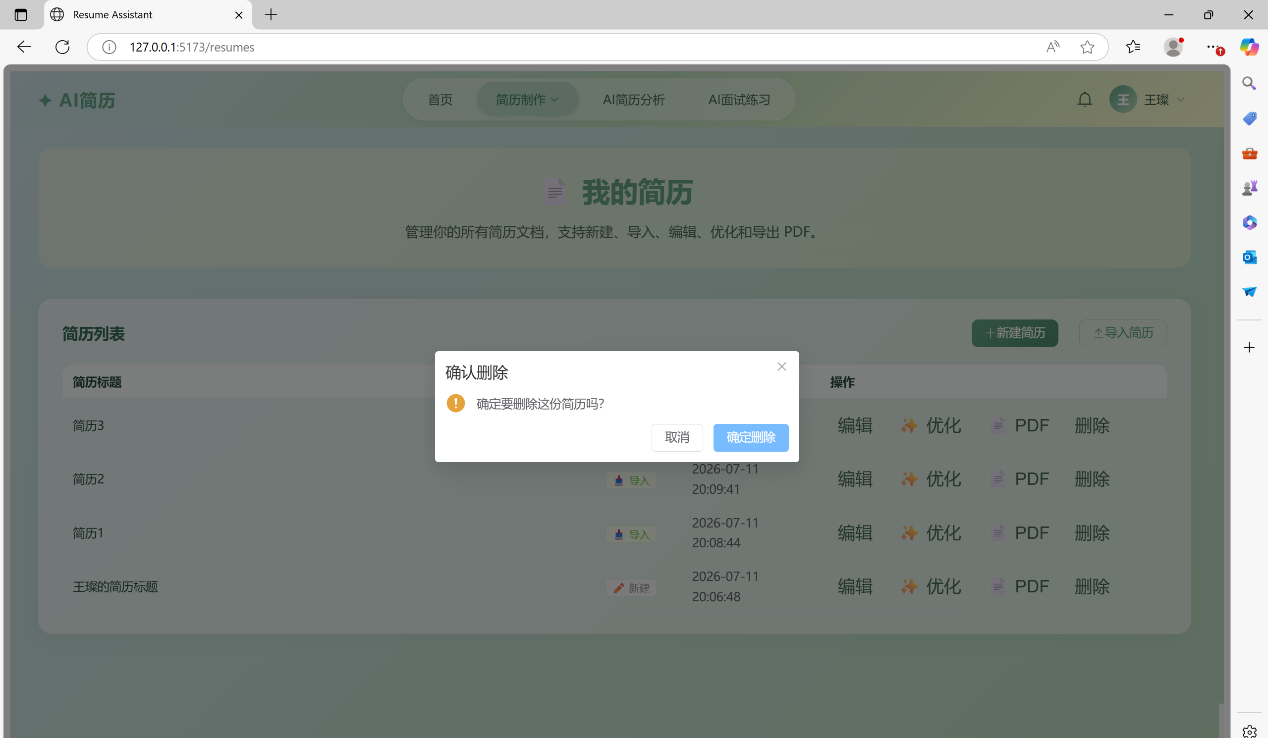 Resume Assistant
127.0.0.1:5173/resumes
AI简历
首页
简历制作
AI简历分析
AI面试练习
王
王璨
我的简历
管理你的所有简历文档，支持新建、导入、编辑、优化和导出 PDF。
简历列表
新建简历
导入简历
简历标题
操作
确认删除
确定要删除这份简历吗?
取消
确定删除
简历3
编辑
优化
PDF
删除
简历2
导入
2026-07-11
20:09:41
编辑
优化
PDF
删除
简历1
导入
2026-07-11
20:08:44
编辑
优化
PDF
删除
王璨的简历标题
新建
2026-07-11
20:06:48
编辑
优化
PDF
删除